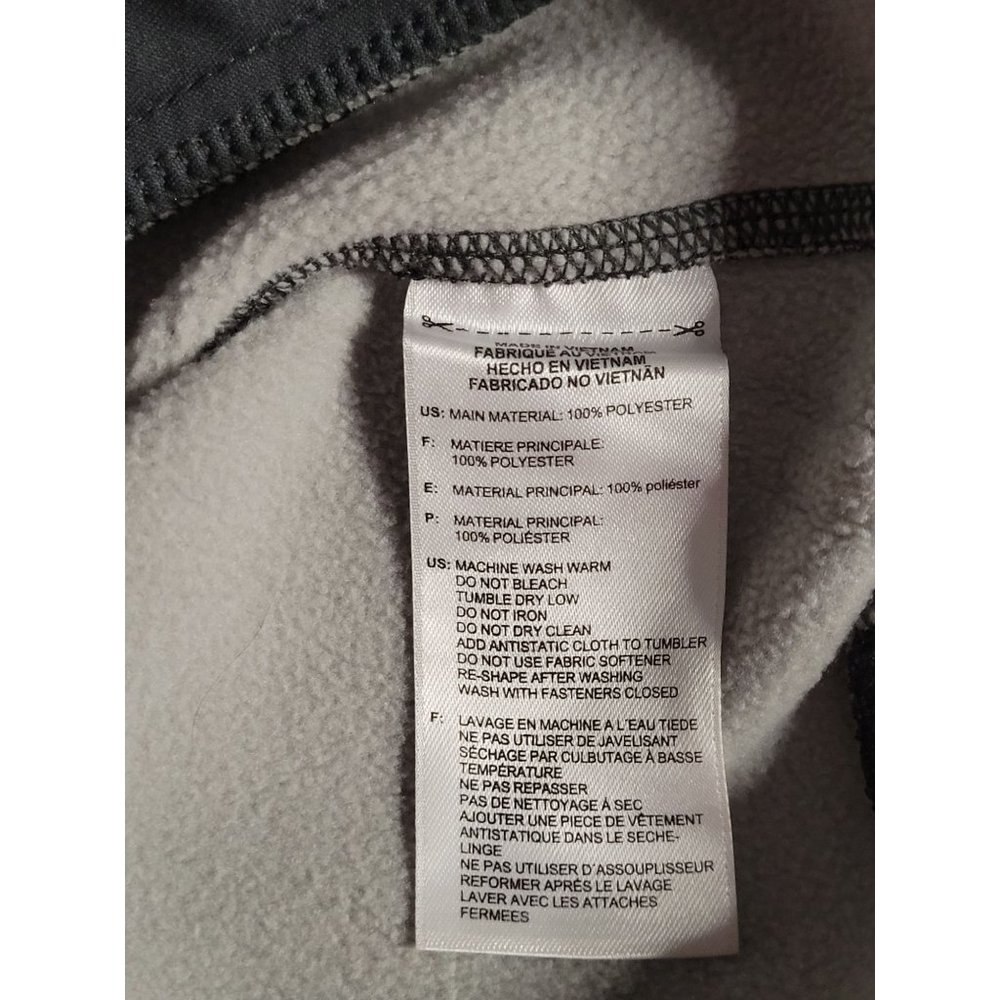 MADE IN VIETNAM
FABRIQUE AU VIETNAM
HECHO EN VIETNAM
FABRICADO NO VIETNÃN
US: MAIN MATERIAL: 100% POLYESTER
F: MATIERE PRINCIPALE:
100% POLYESTER
E: MATERIAL PRINCIPAL: 100% poliéster
P: MATERIAL PRINCIPAL:
100% POLIÉSTER
US: MACHINE WASH WARM
DO NOT BLEACH
TUMBLE DRY LOW
DO NOT IRON
DO NOT DRY CLEAN
ADD ANTISTATIC CLOTH TO TUMBLER
DO NOT USE FABRIC SOFTENER
RE-SHAPE AFTER WASHING
WASH WITH FASTENERS CLOSED
F: LAVAGE EN MACHINE A L'EAU TIEDE
NE PAS UTILISER DE JAVELISANT
SÉCHAGE PAR CULBUTAGE À BASSE
TEMPÉRATURE
NE PAS REPASSER
PAS DE NETTOYAGE À SEC
AJOUTER UNE PIECE DE VÊTEMENT
ANTISTATIQUE DANS LE SECHE-
LINGE
NE PAS UTILISER D'ASSOUPLISSEUR
REFORMER APRÉS LE LAVAGE
LAVER AVEC LES ATTACHES
FERMEES